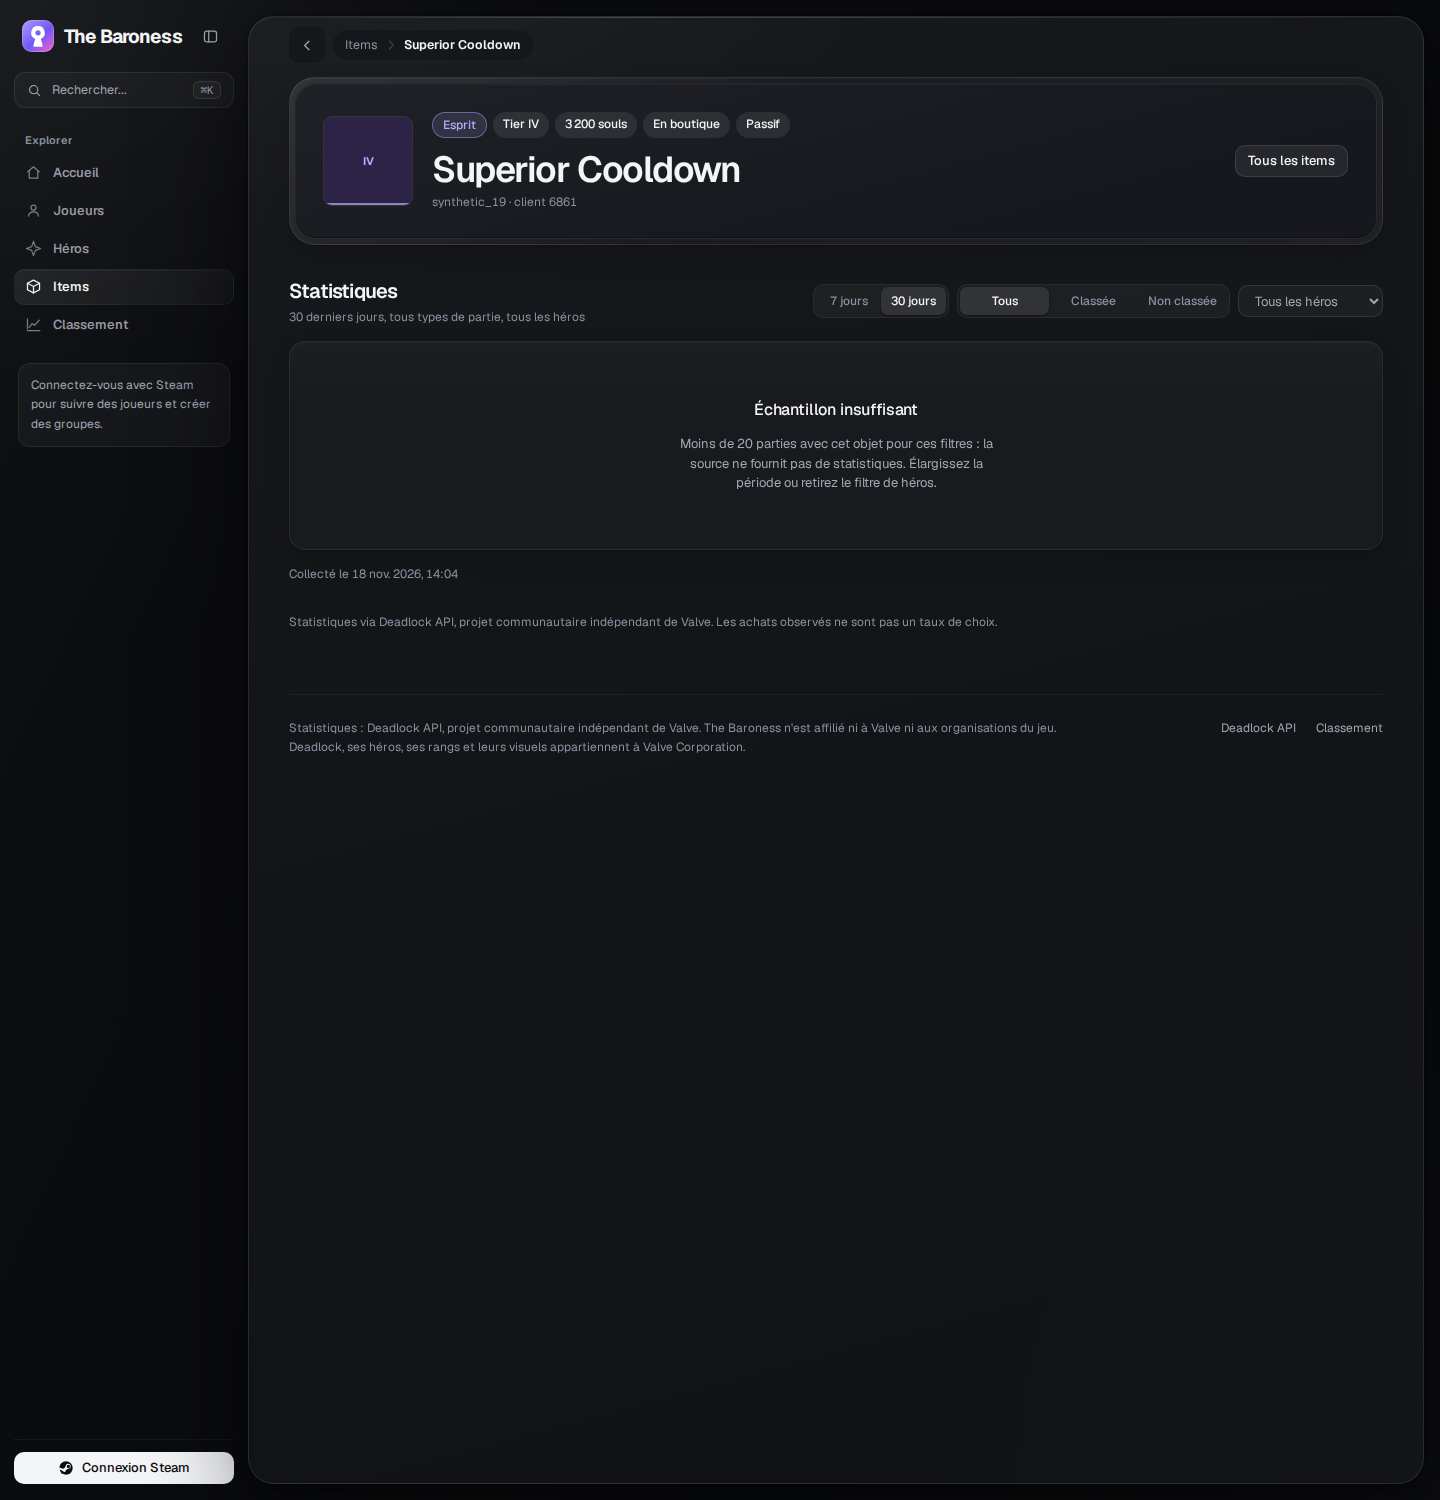 The Baroness
Rechercher...
⌘K
Explorer
Accueil
Joueurs
Héros
Items
Classement
Connectez-vous avec Steam
pour suivre des joueurs et créer
des groupes.
Connexion Steam
Items
Superior Cooldown
IV
Esprit
Tier IV
3 200 souls
En boutique
Passif
Superior Cooldown
synthetic_19 · client 6861
Tous les items
Statistiques
30 derniers jours, tous types de partie, tous les héros
7 jours
30 jours
Tous
Classée
Non classée
Tous les héros
Échantillon insuffisant
Moins de 20 parties avec cet objet pour ces filtres : la
source ne fournit pas de statistiques. Élargissez la
période ou retirez le filtre de héros.
Collecté le 18 nov. 2026, 14:04
Statistiques via Deadlock API, projet communautaire indépendant de Valve. Les achats observés ne sont pas un taux de choix.
Statistiques : Deadlock API, projet communautaire indépendant de Valve. The Baroness n'est affilié ni à Valve ni aux organisations du jeu.
Deadlock, ses héros, ses rangs et leurs visuels appartiennent à Valve Corporation.
Deadlock API
Classement